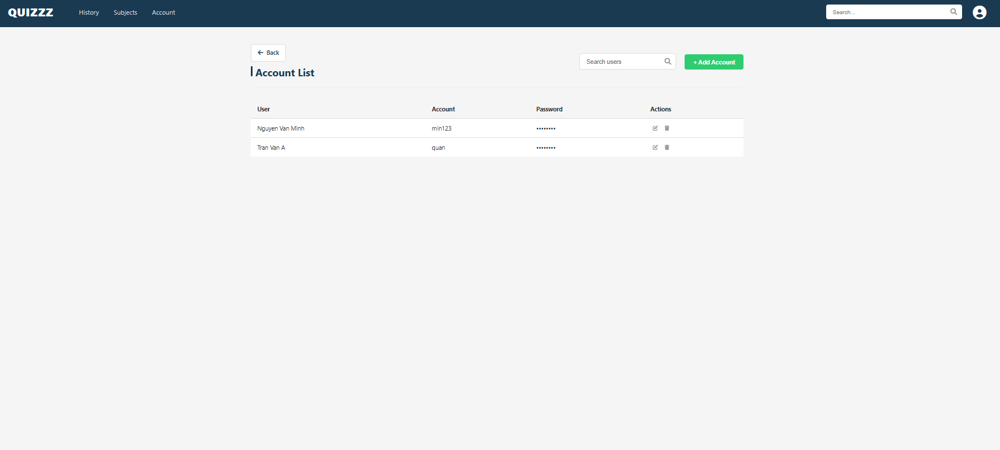 QUIZZZ History Subjects Account Search...
Back
Account List
Search users + Add Account
User Account Password Actions
Nguyen Van Minh min123 ••••••••
Tran Van A quan ••••••••